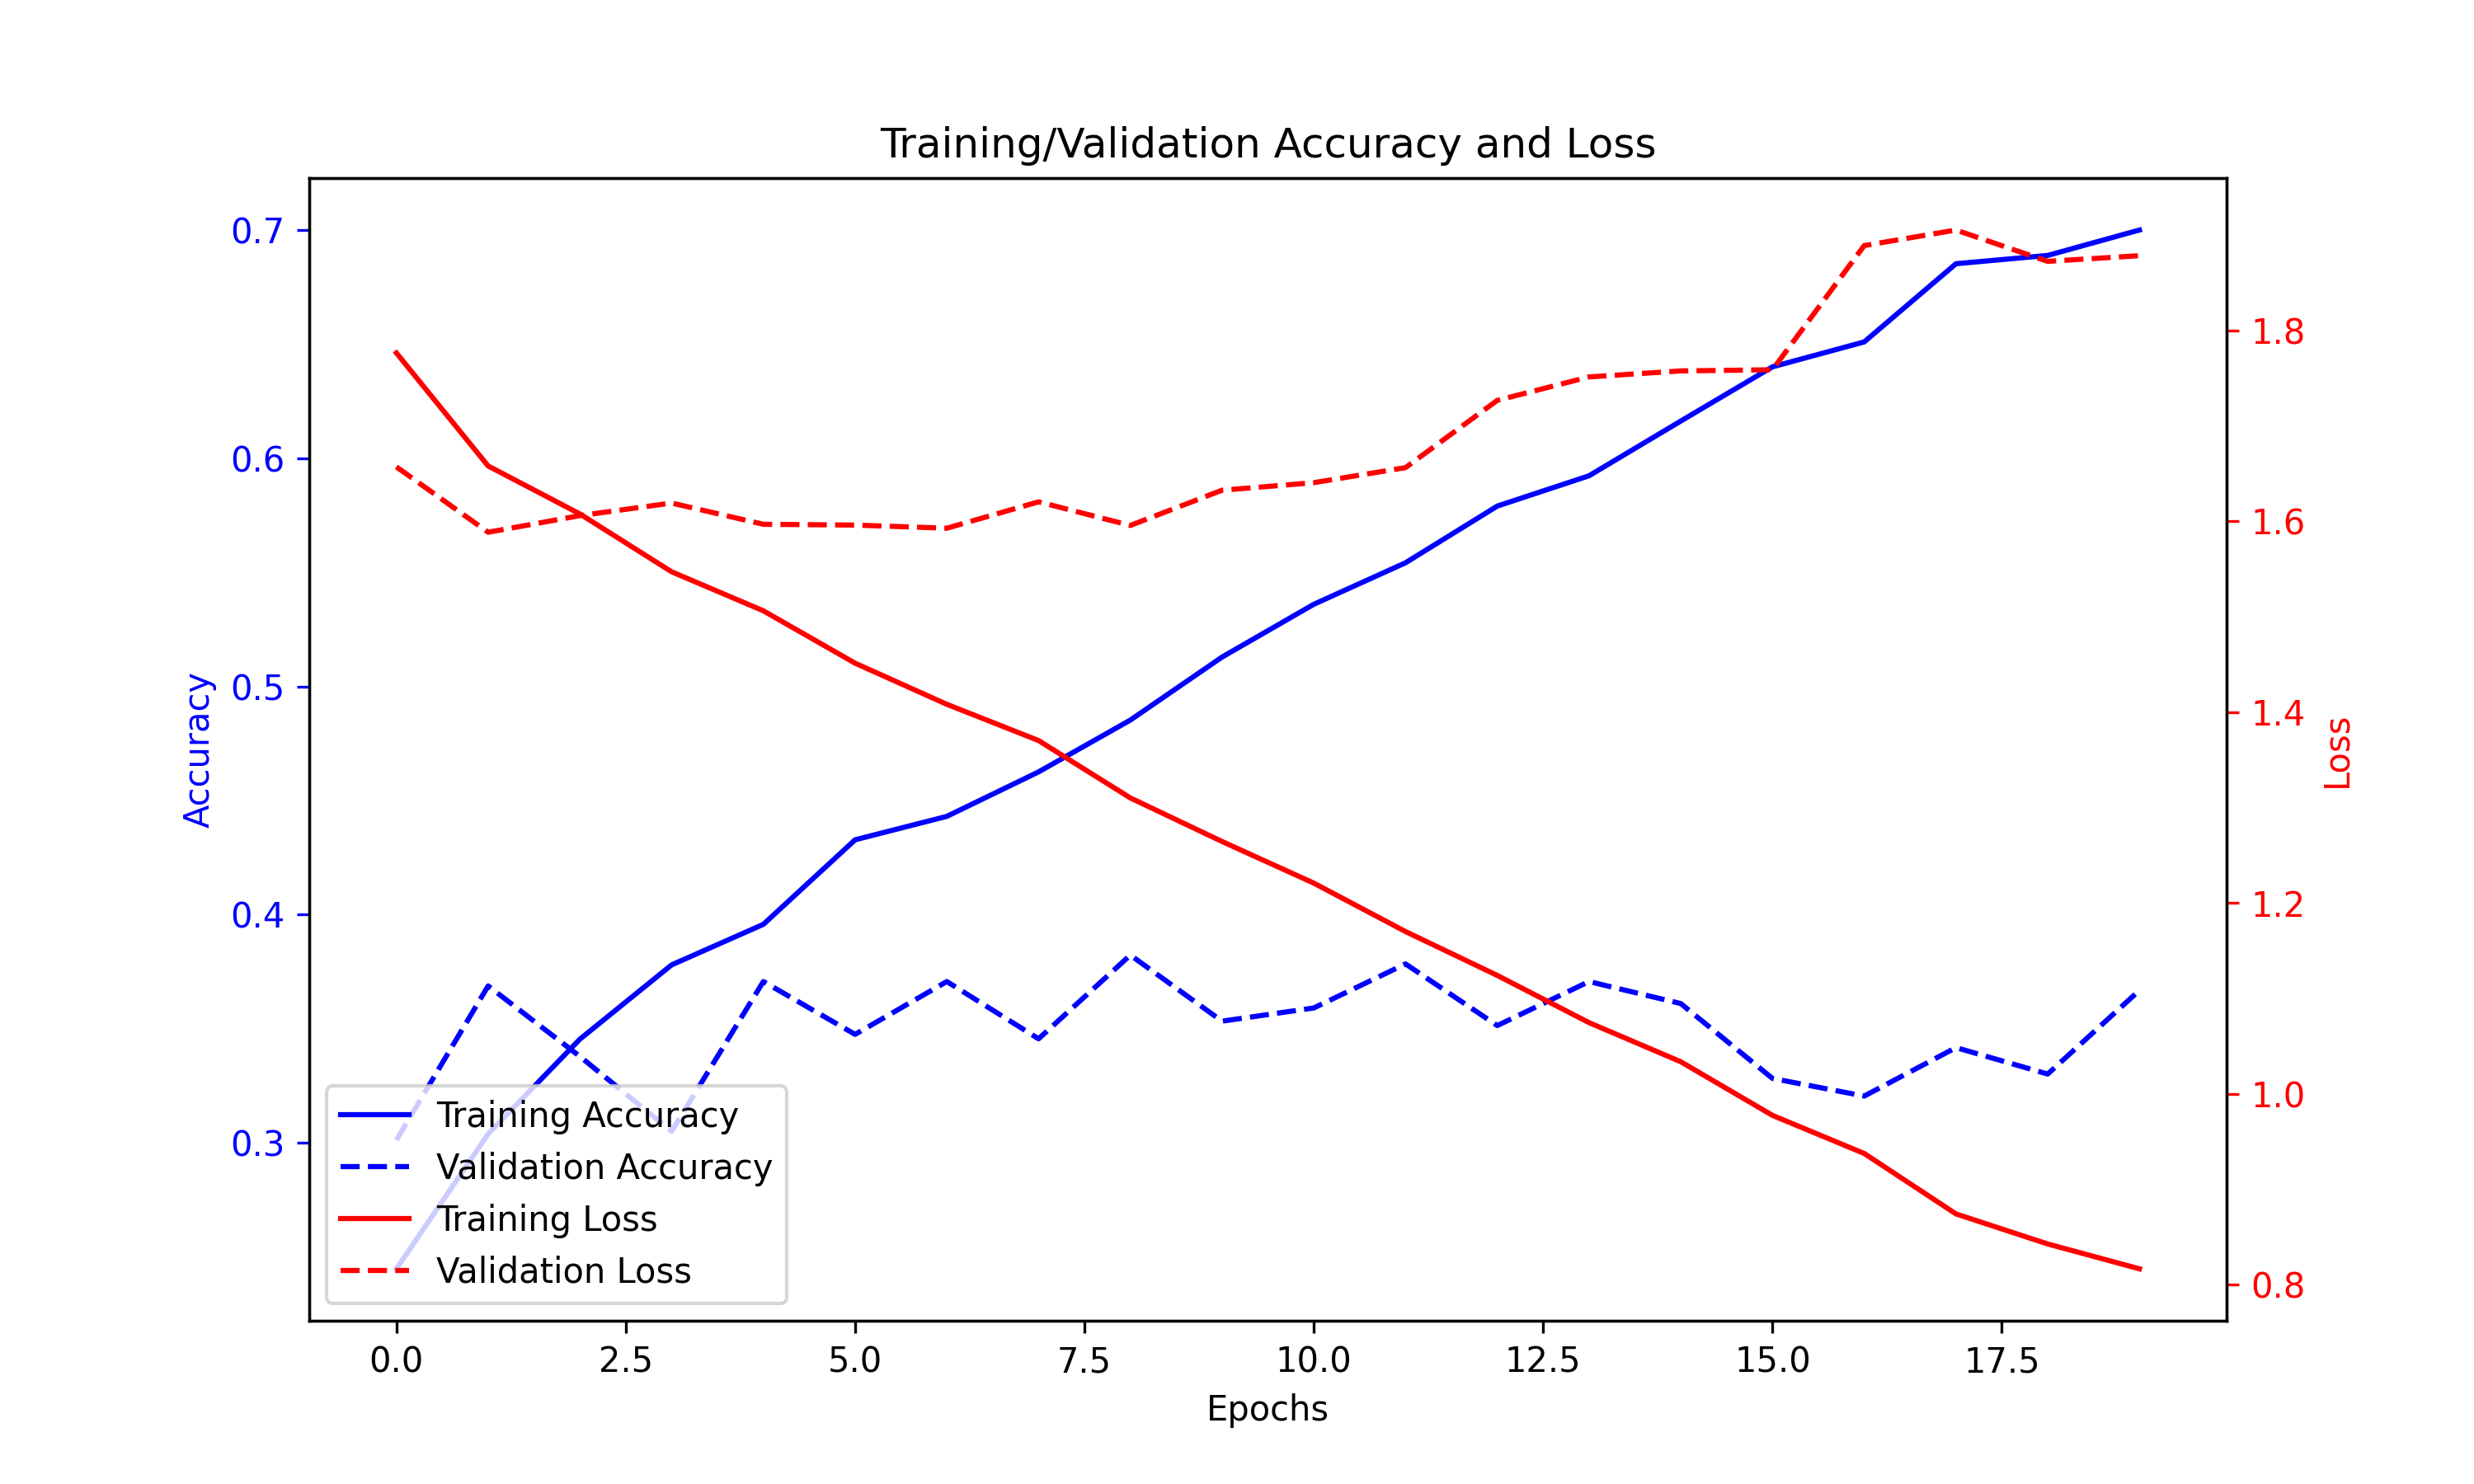 Training/Validation Accuracy and Loss
Accuracy
0.7
0.6
0.5
0.4
0.3
Training Accuracy
Validation Accuracy
Training Loss
Validation Loss
1.8
1.6
1.4
1.2
1.0
0.8
Loss
0.0 2.5 5.0 7.5 10.0 12.5 15.0 17.5
Epochs